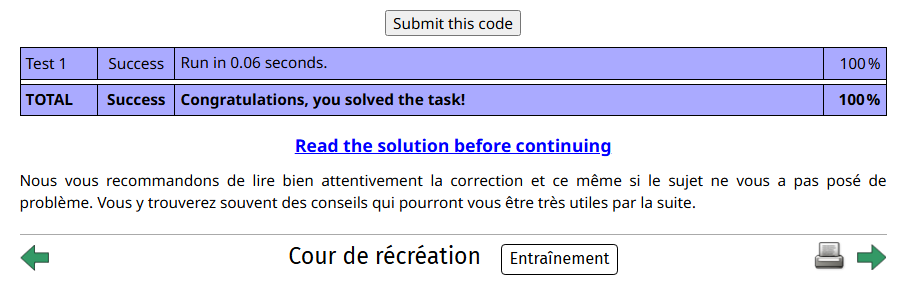 Submit this code
Test 1 Success Run in 0.06 seconds. 100 %
TOTAL Success Congratulations, you solved the task! 100 %
Read the solution before continuing
Nous vous recommandons de lire bien attentivement la correction et ce même si le sujet ne vous a pas posé de
problème. Vous y trouverez souvent des conseils qui pourront vous être très utiles par la suite.
Cour de récréation Entraînement